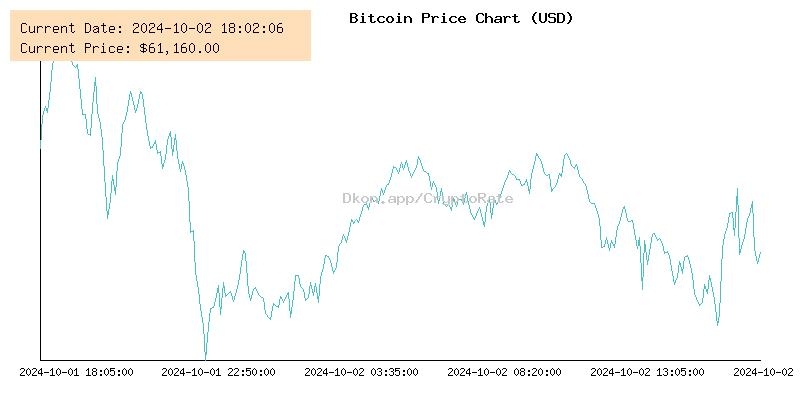 Bitcoin Price Chart (USD)
Current Date: 2024-10-02 18:02:06
Current Price: $61,160.00
Dkon.app/CryptoRate
2024-10-01 18:05:00 2024-10-01 22:50:00 2024-10-02 03:35:00 2024-10-02 08:20:00 2024-10-02 13:05:00 2024-10-02